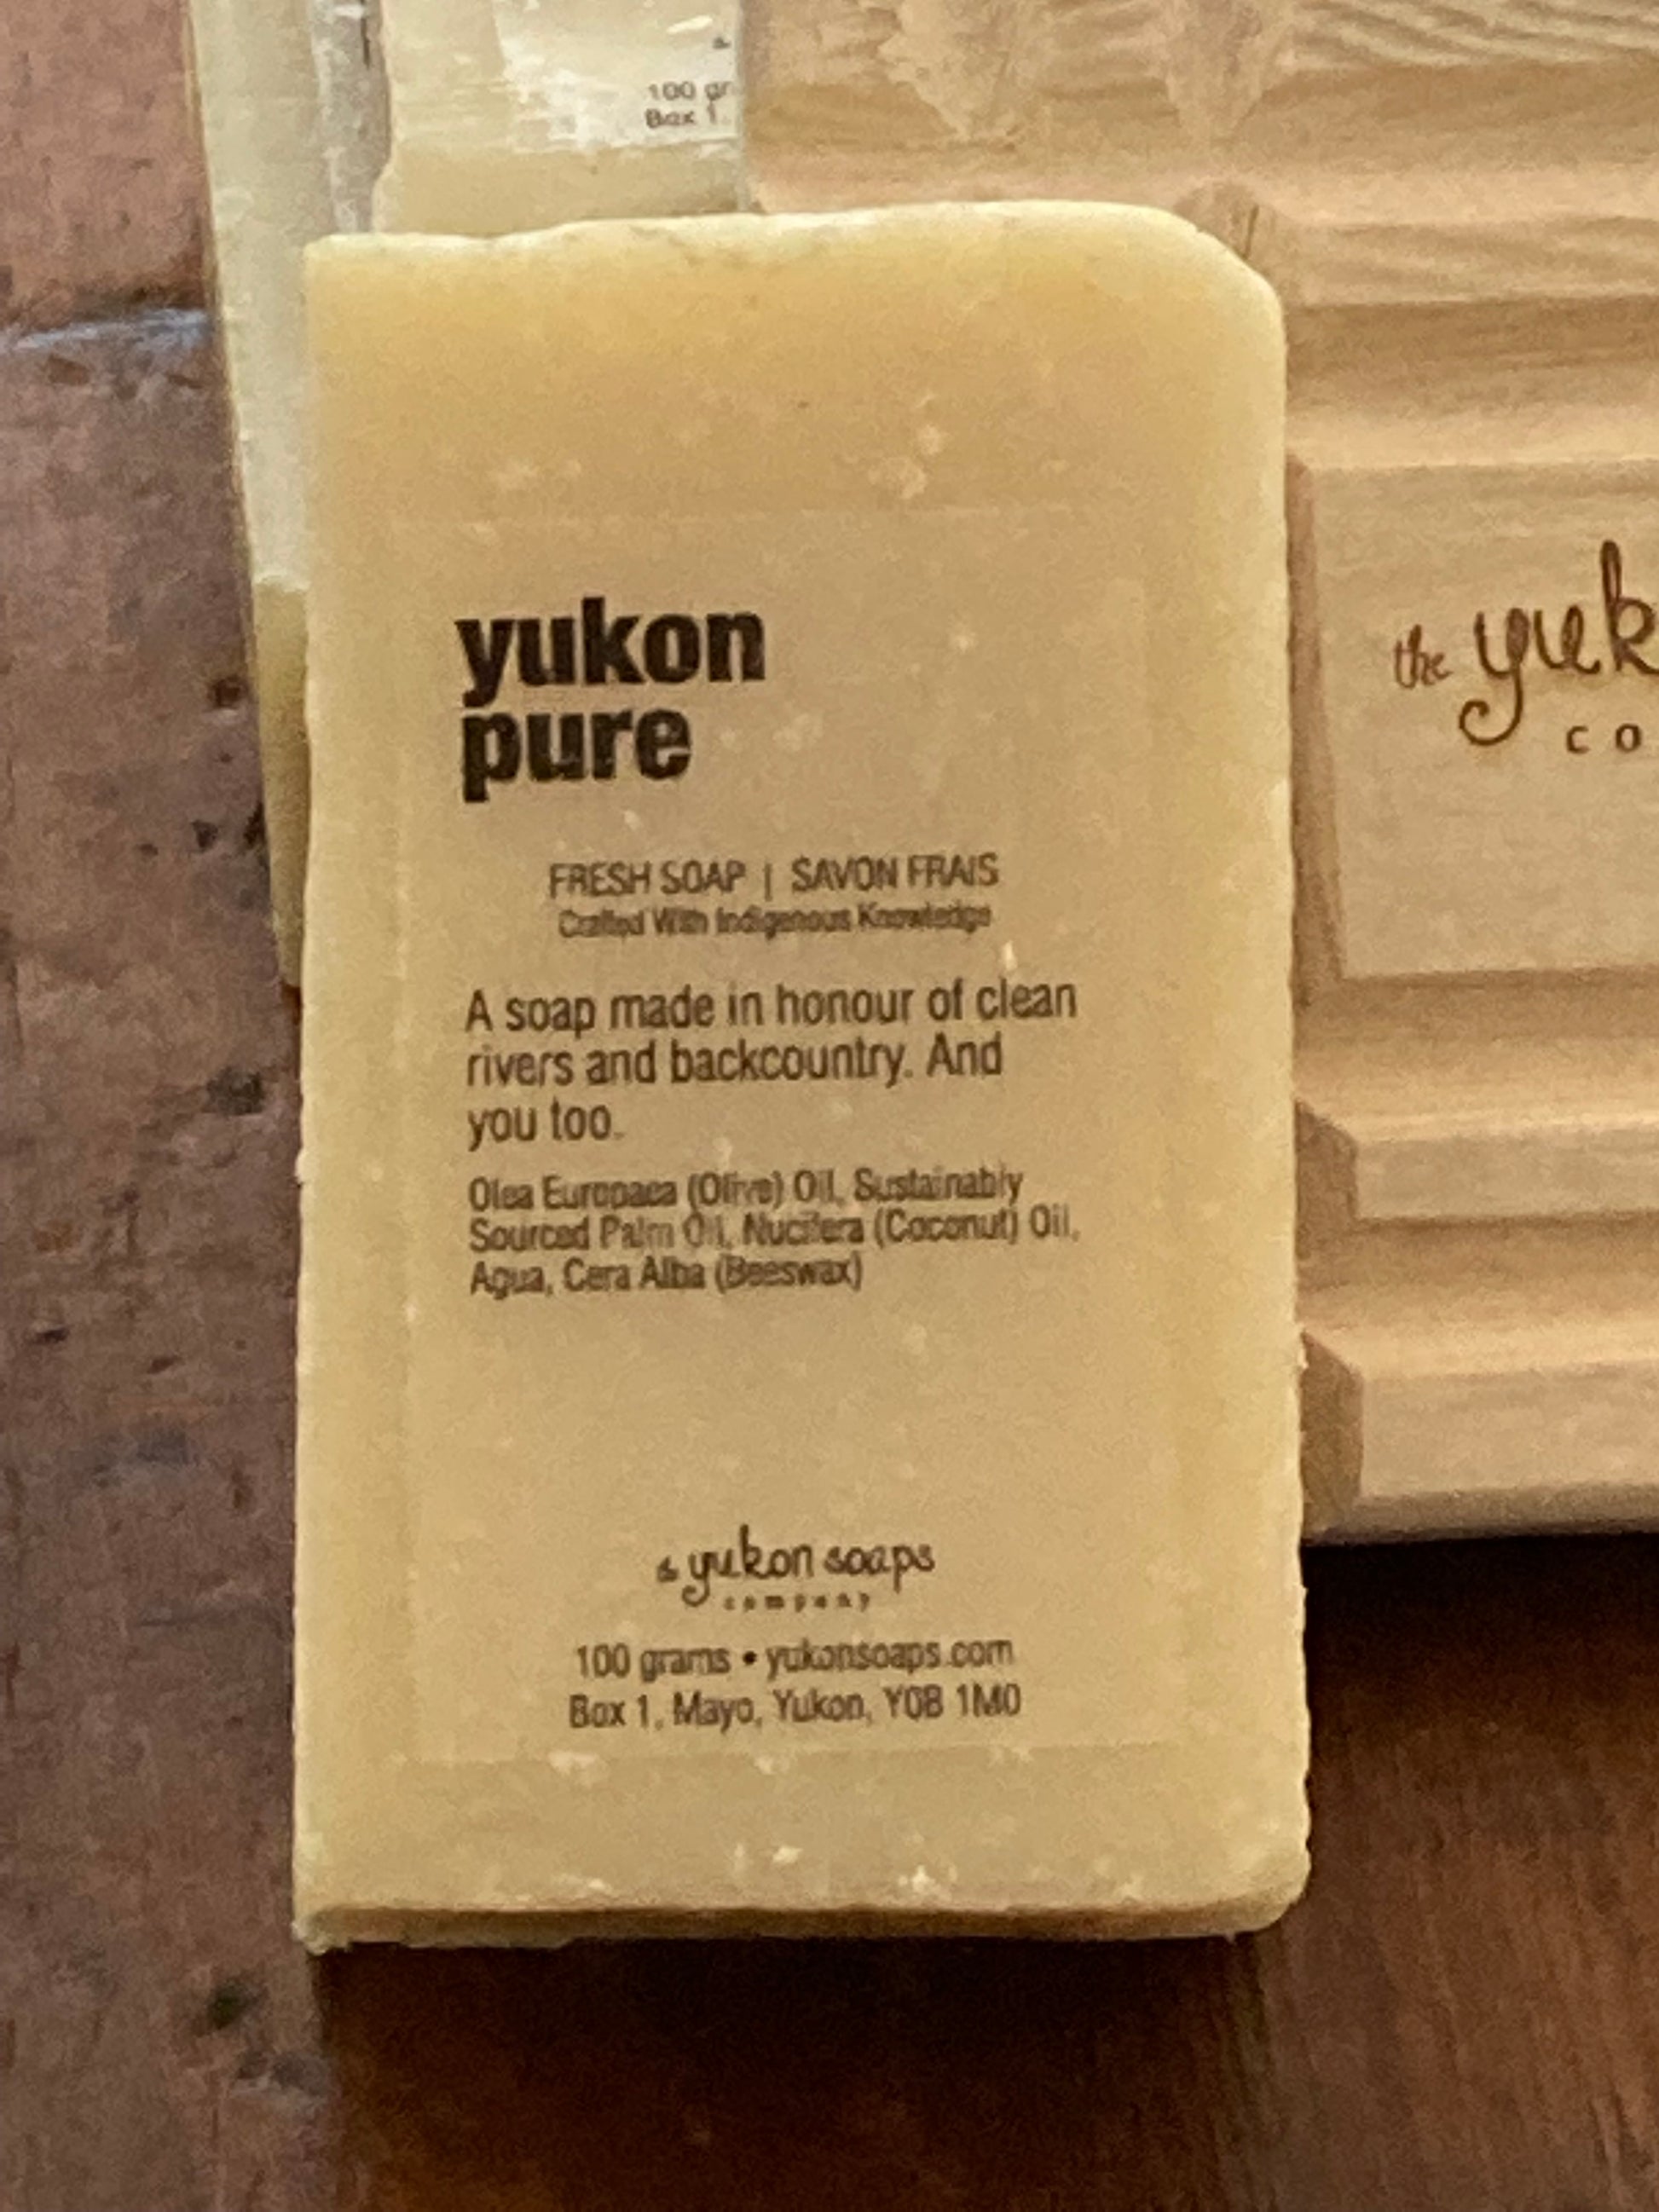 100 gr
Box 1,
yukon
pure
FRESH SOAP | SAVON FRAIS
Crafted With Indigenous Knowledge
A soap made in honour of clean
rivers and backcountry. And
you too.
Olea Europaea (Olive) Oil, Sustainably
Sourced Palm Oil, Nucifera (Coconut) Oil,
Aqua, Cera Alba (Beeswax)
yukon soaps
company
100 grams • yukonsoaps.com
Box 1, Mayo, Yukon, Y0B 1M0
the yuk
CO